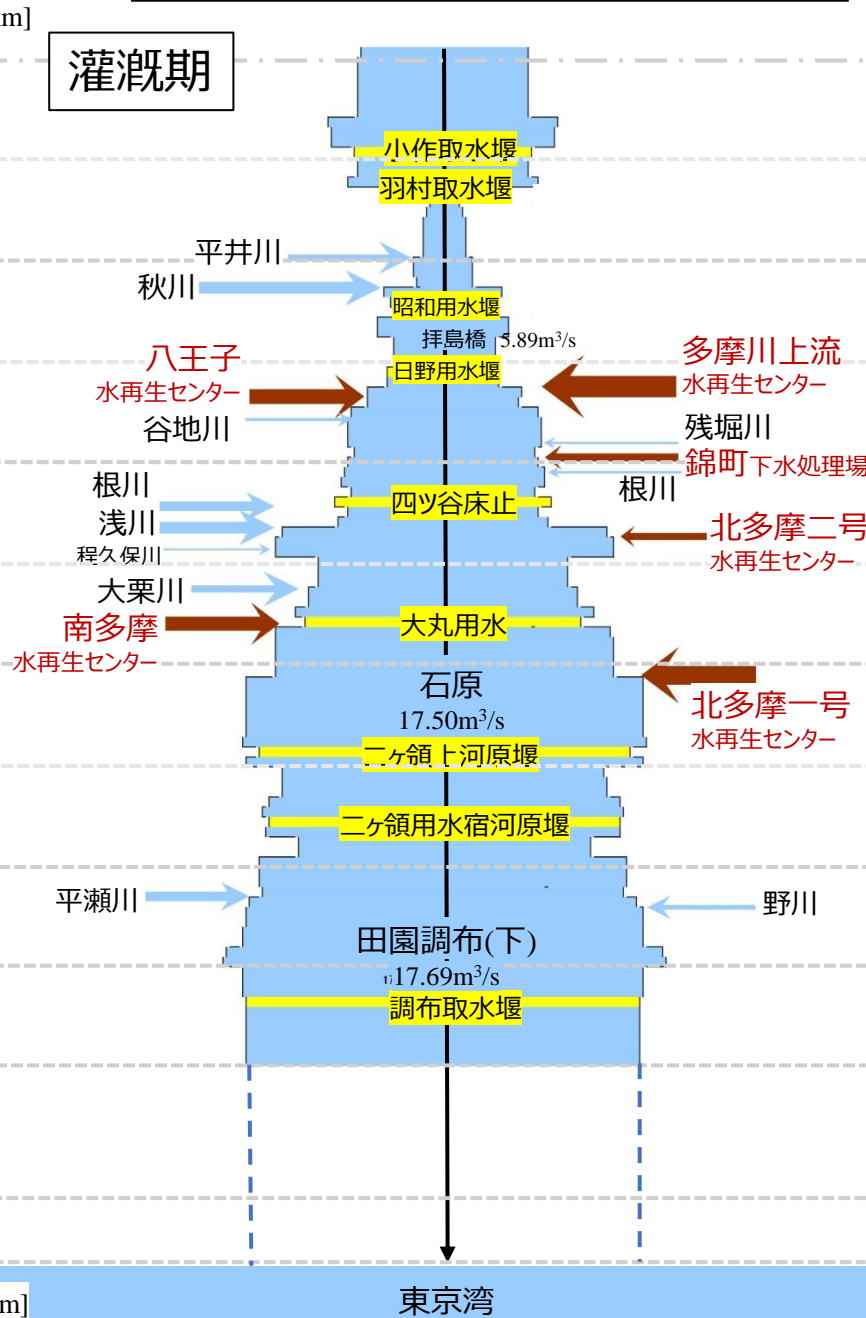 km]
灌漑期
小作取水堰
羽村取水堰
平井川
秋川
昭和用水堰
拝島橋 5.89m³/s
八王子
水再生センター
日野用水堰
多摩川上流
水再生センター
谷地川
残堀川
錦町下水処理場
根川
根川
四ツ谷床止
浅川
北多摩二号
水再生センター
程久保川
大栗川
南多摩
水再生センター
大丸用水
石原
17.50m³/s
北多摩一号
水再生センター
二ヶ領上河原堰
二ヶ領用水宿河原堰
平瀬川
野川
田園調布(下)
17.69m³/s
調布取水堰
東京湾
m]